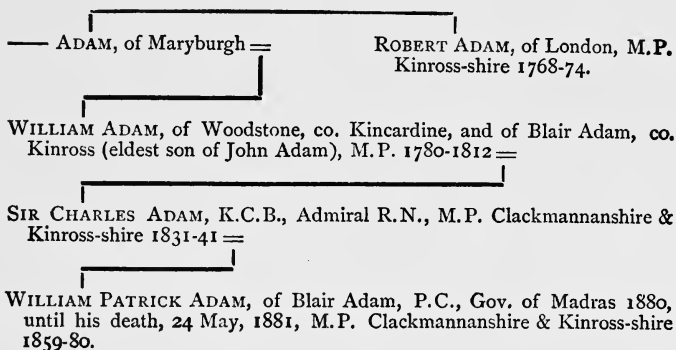 — ADAM, of Maryburgh =
ROBERT ADAM, of London, M.P.
Kinross-shire 1768-74.
WILLIAM ADAM, of Woodstone, co. Kincardine, and of Blair Adam, co.
Kinross (eldest son of John Adam), M.P. 1780-1812 =
SIR CHARLES ADAM, K.C.B., Admiral R.N., M.P. Clackmannanshire &
Kinross-shire 1831-41 =
WILLIAM PATRICK ADAM, of Blair Adam, P.C., Gov. of Madras 1880,
until his death, 24 May, 1881, M.P. Clackmannanshire & Kinross-shire
1859-80.